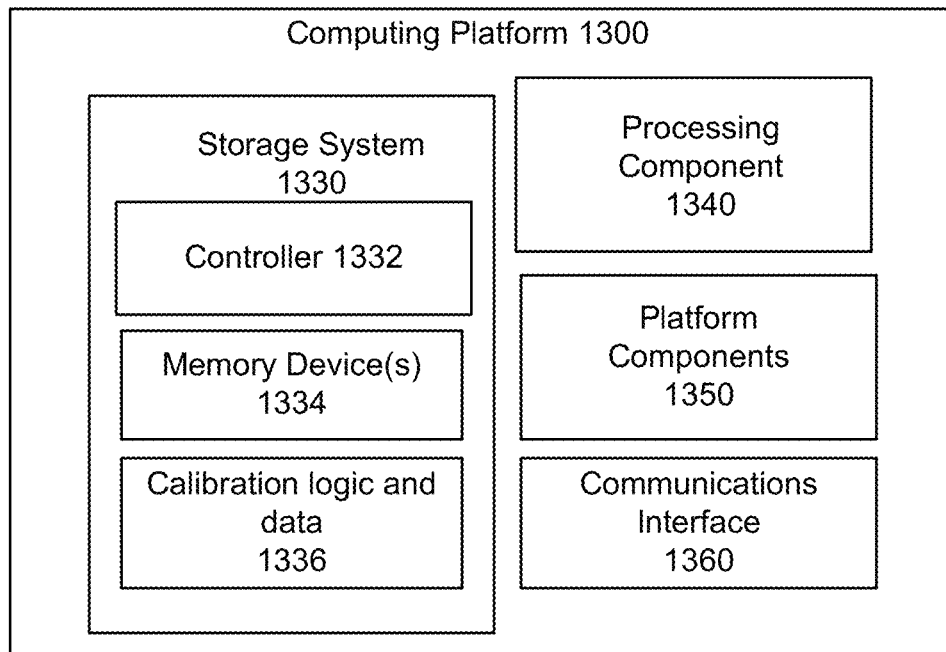 Computing Platform 1300
Storage System
1330
Controller 1332
Memory Device(s)
1334
Calibration logic and
data
1336
Processing
Component
1340
Platform
Components
1350
Communications
Interface
1360